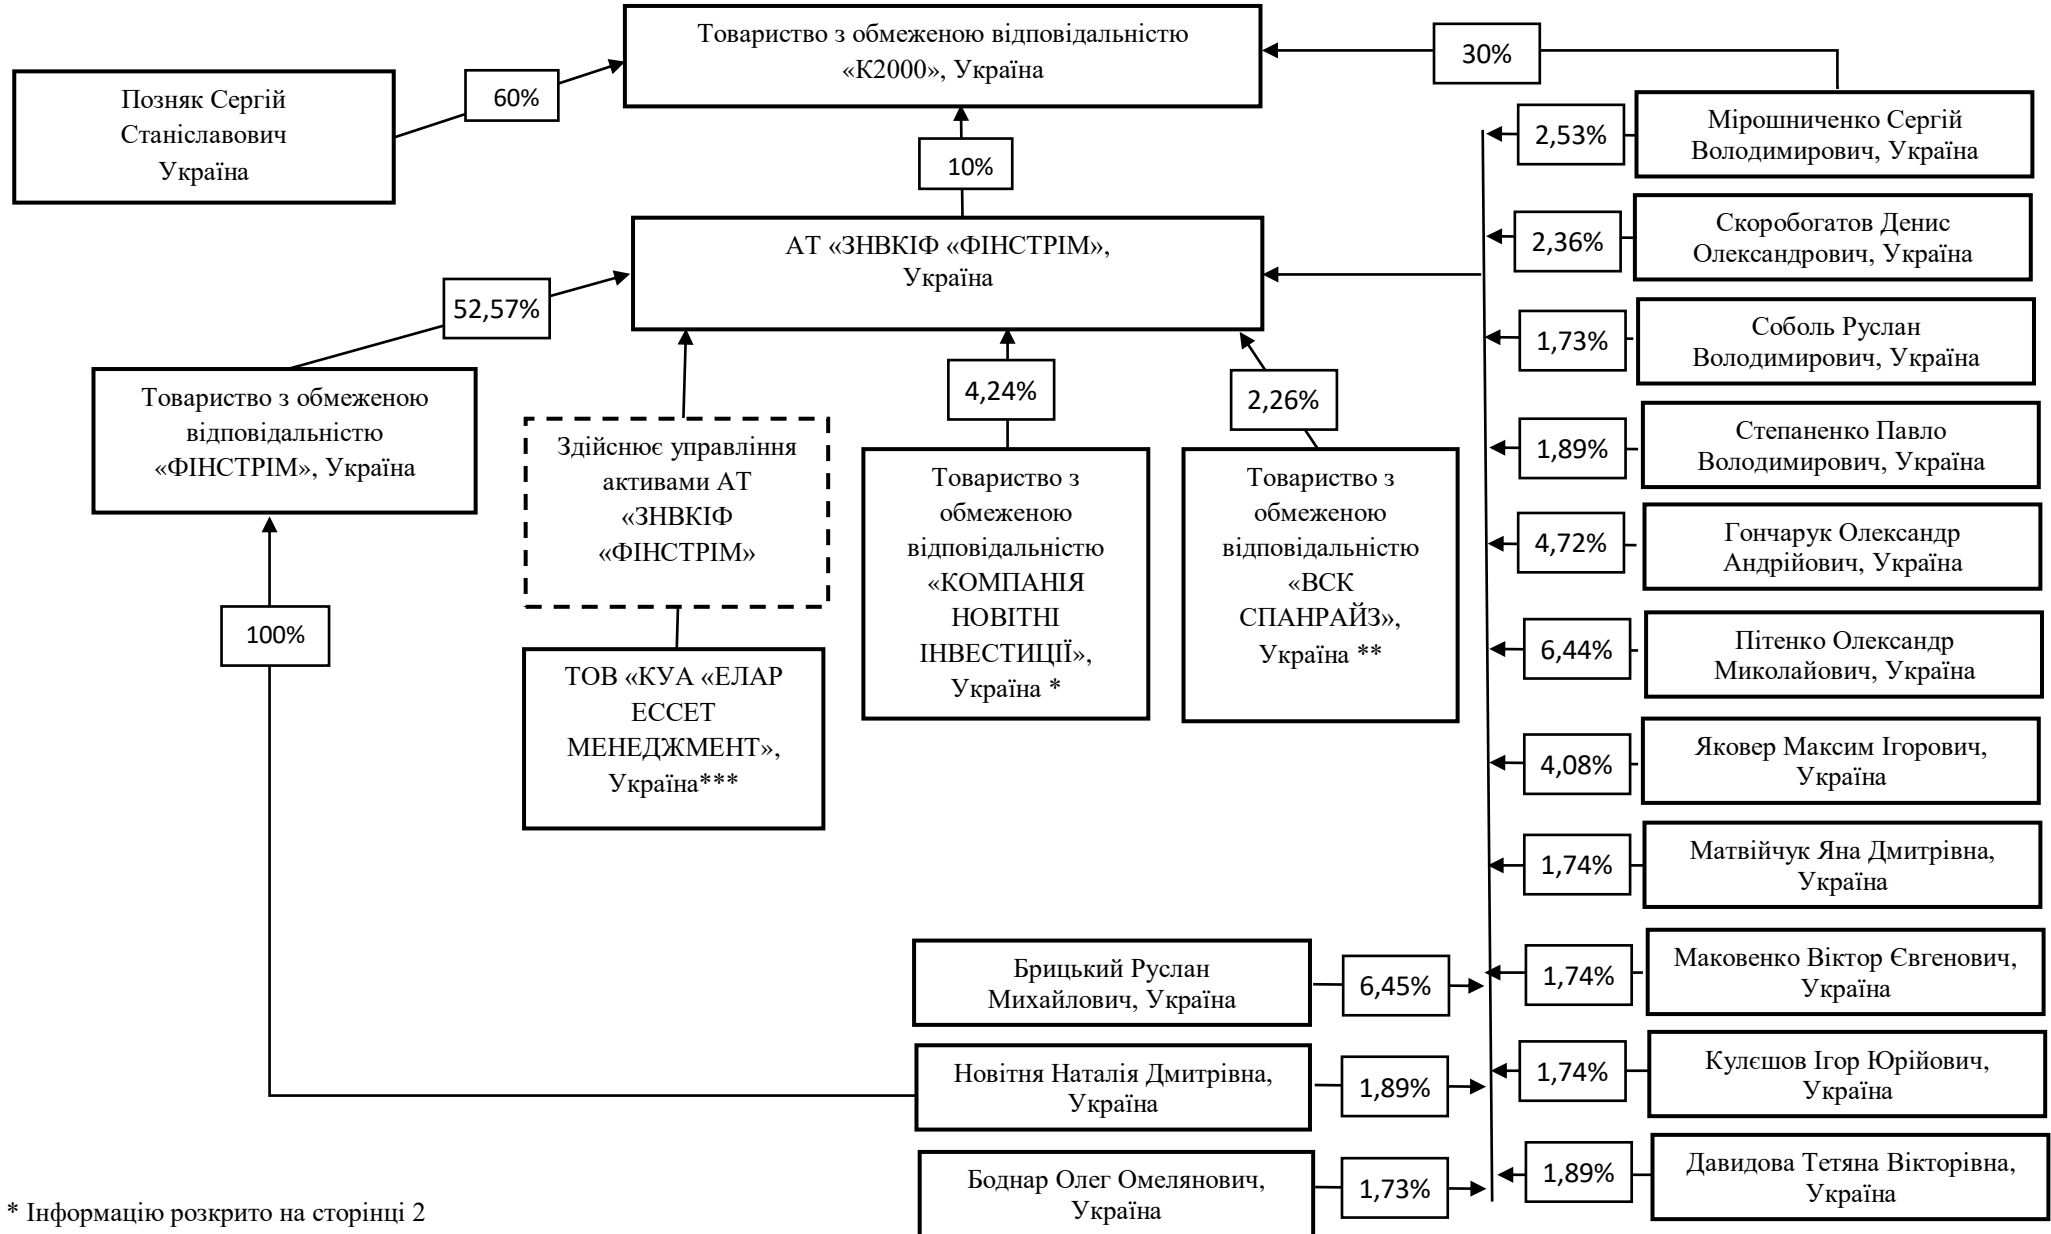 Товариство з обмеженою відповідальністю
«К2000», Україна
30%
Позняк Сергій
Станіславович
Україна
60%
10%
Мірошниченко Сергій
Володимирович, Україна
2,53%
Скоробогатов Денис
Олександрович, Україна
2,36%
АТ «ЗНВКІФ «ФІНСТРІМ»,
Україна
52,57%
Соболь Руслан
Володимирович, Україна
1,73%
Товариство з обмеженою
відповідальністю
«ФІНСТРІМ», Україна
4,24%
2,26%
Степаненко Павло
Володимирович, Україна
1,89%
Здійснює управління
активами АТ
«ЗНВКІФ
«ФІНСТРІМ»
Товариство з
обмеженою
відповідальністю
«КОМПАНІЯ
НОВІТНІ
ІНВЕСТИЦІЇ»,
Україна *
Товариство з
обмеженою
відповідальністю
«ВСК
СПАНРАЙЗ»,
Україна **
Гончарук Олександр
Андрійович, Україна
4,72%
100%
Пітенко Олександр
Миколайович, Україна
6,44%
ТОВ «КУА «ЕЛАР
ЕССЕТ
МЕНЕДЖМЕНТ»,
Україна***
Яковер Максим Ігорович,
Україна
4,08%
Матвійчук Яна Дмитрівна,
Україна
1,74%
Брицький Руслан
Михайлович, Україна
6,45%
Маковенко Віктор Євгенович,
Україна
1,74%
Новітня Наталія Дмитрівна,
Україна
1,89%
Кулєшов Ігор Юрійович,
Україна
1,74%
Боднар Олег Омелянович,
Україна
1,73%
Давидова Тетяна Вікторівна,
Україна
1,89%
* Інформацію розкрито на сторінці 2